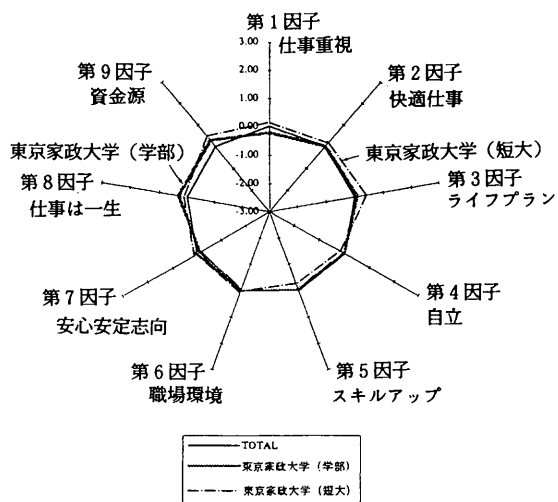 第1因子
仕事重視
第2因子
快適仕事
東京家政大学（短大）
第3因子
ライフプラン
第4因子
自立
第5因子
スキルアップ
第6因子
職場環境
第7因子
安心安定志向
第8因子
仕事は一生
東京家政大学（学部）
第9因子
資金源
3.00
2.00
1.00
0.00
-1.00
-2.00
-3.00
TOTAL
東京家政大学（学部）
東京家政大学（短大）